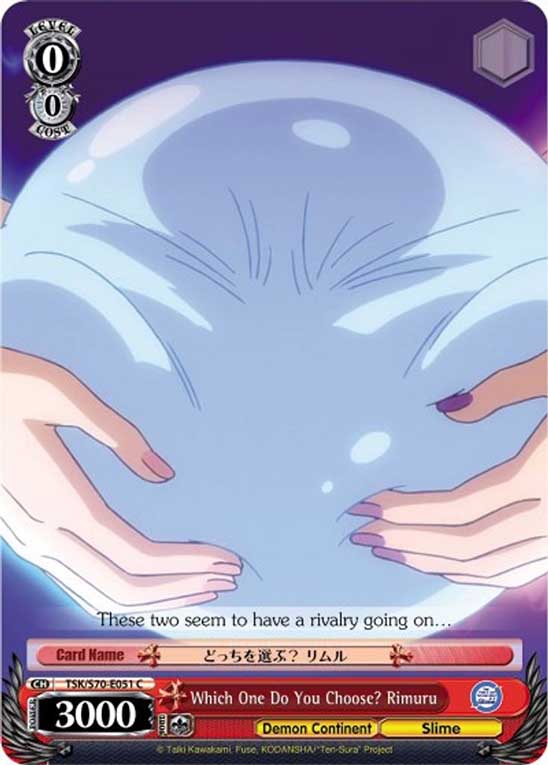 LEVEL
0
0
COST
These two seem to have a rivalry going on...
Card Name どっちを選ぶ? リムル
CH TSK/S70-E051 C
Which One Do You Choose? Rimuru
POWER 3000 Demon Continent Slime
© Taiki Kawakami, Fuse, KODANSHA/"Ten-Sura" Project